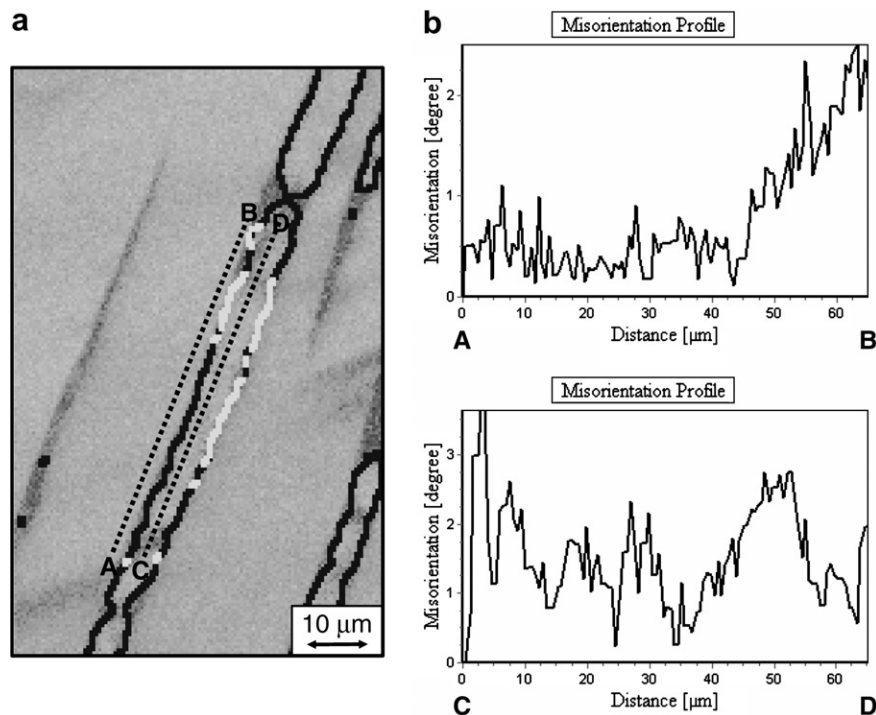 a
B
D
A
C
10 µm
b
Misorientation Profile
Misorientation [degree]
2
1
0
0 10 20 30 40 50 60
Distance [µm]
A
B
Misorientation Profile
Misorientation [degree]
3
2
1
0
0 10 20 30 40 50 60
Distance [µm]
C
D